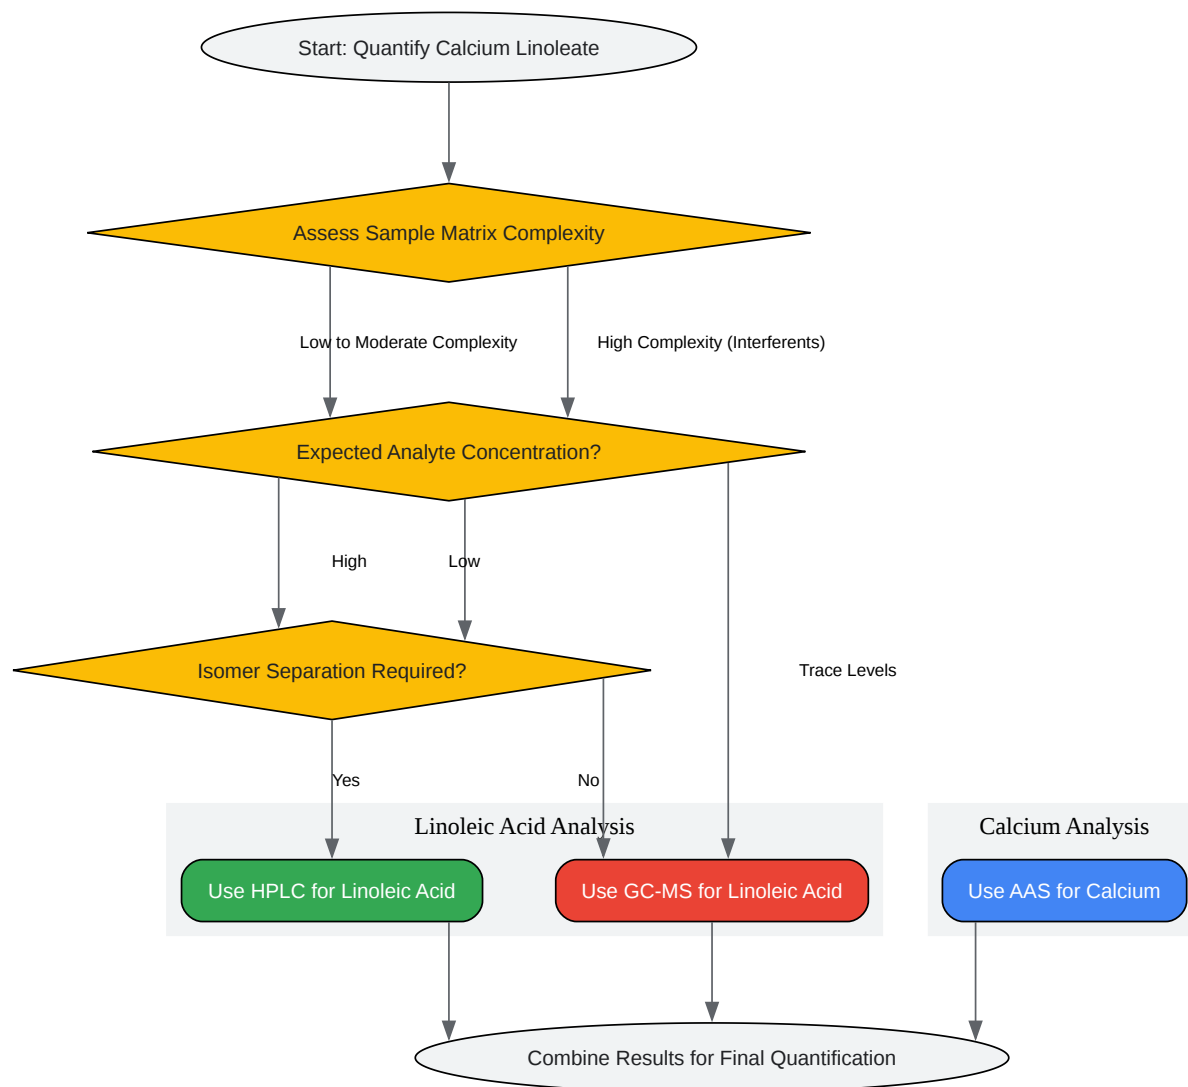 Start: Quantify Calcium Linoleate
Assess Sample Matrix Complexity
Low to Moderate Complexity
High Complexity (Interferents)
Expected Analyte Concentration?
High
Low
Isomer Separation Required?
Trace Levels
Yes
No
Linoleic Acid Analysis
Calcium Analysis
Use HPLC for Linoleic Acid
Use GC-MS for Linoleic Acid
Use AAS for Calcium
Combine Results for Final Quantification